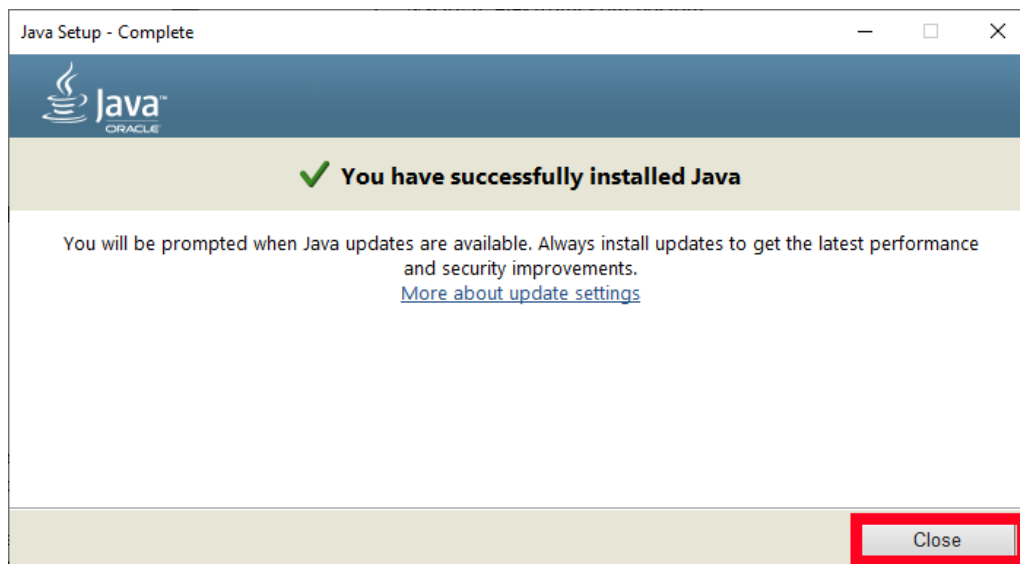 Java Setup - Complete
Java™
ORACLE
You have successfully installed Java
You will be prompted when Java updates are available. Always install updates to get the latest performance
and security improvements.
More about update settings
Close